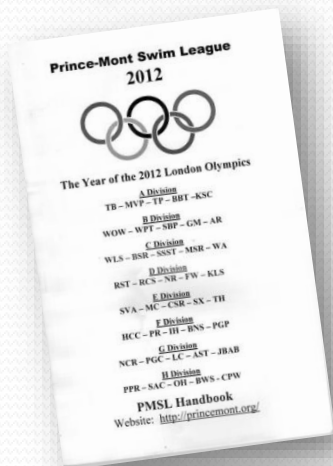 Prince-Mont Swim League
2012
The Year of the 2012 London Olympics
A Division
TB – MVP – TP – BBT –KSC
B Division
WOW – WPT – SBP – GM – AR
C Division
WLS – BSR – SSST – MSR – WA
D Division
RST – RCS – NR – FW – KLS
E Division
SVA – MC – CSR – SX – TH
F Division
HCC – PR – IH – BNS – PGP
G Division
NCR – PGC – LC – AST – JBAB
H Division
PPR – SAC – OH – BWS - CPW
PMSL Handbook
Website: http://princemont.org/